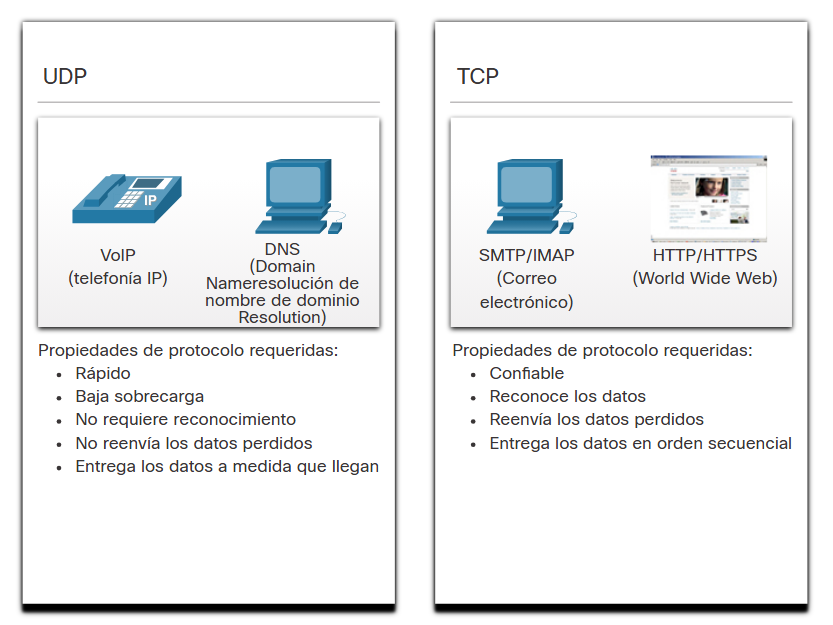 UDP
IP
VoIP
(telefonía IP)
DNS
(Domain
Nameresolución de
nombre de dominio
Resolution)
Propiedades de protocolo requeridas:
• Rápido
• Baja sobrecarga
• No requiere reconocimiento
• No reenvía los datos perdidos
• Entrega los datos a medida que llegan
TCP
SMTP/IMAP
(Correo
electrónico)
HTTP/HTTPS
(World Wide Web)
Propiedades de protocolo requeridas:
• Confiable
• Reconoce los datos
• Reenvía los datos perdidos
• Entrega los datos en orden secuencial